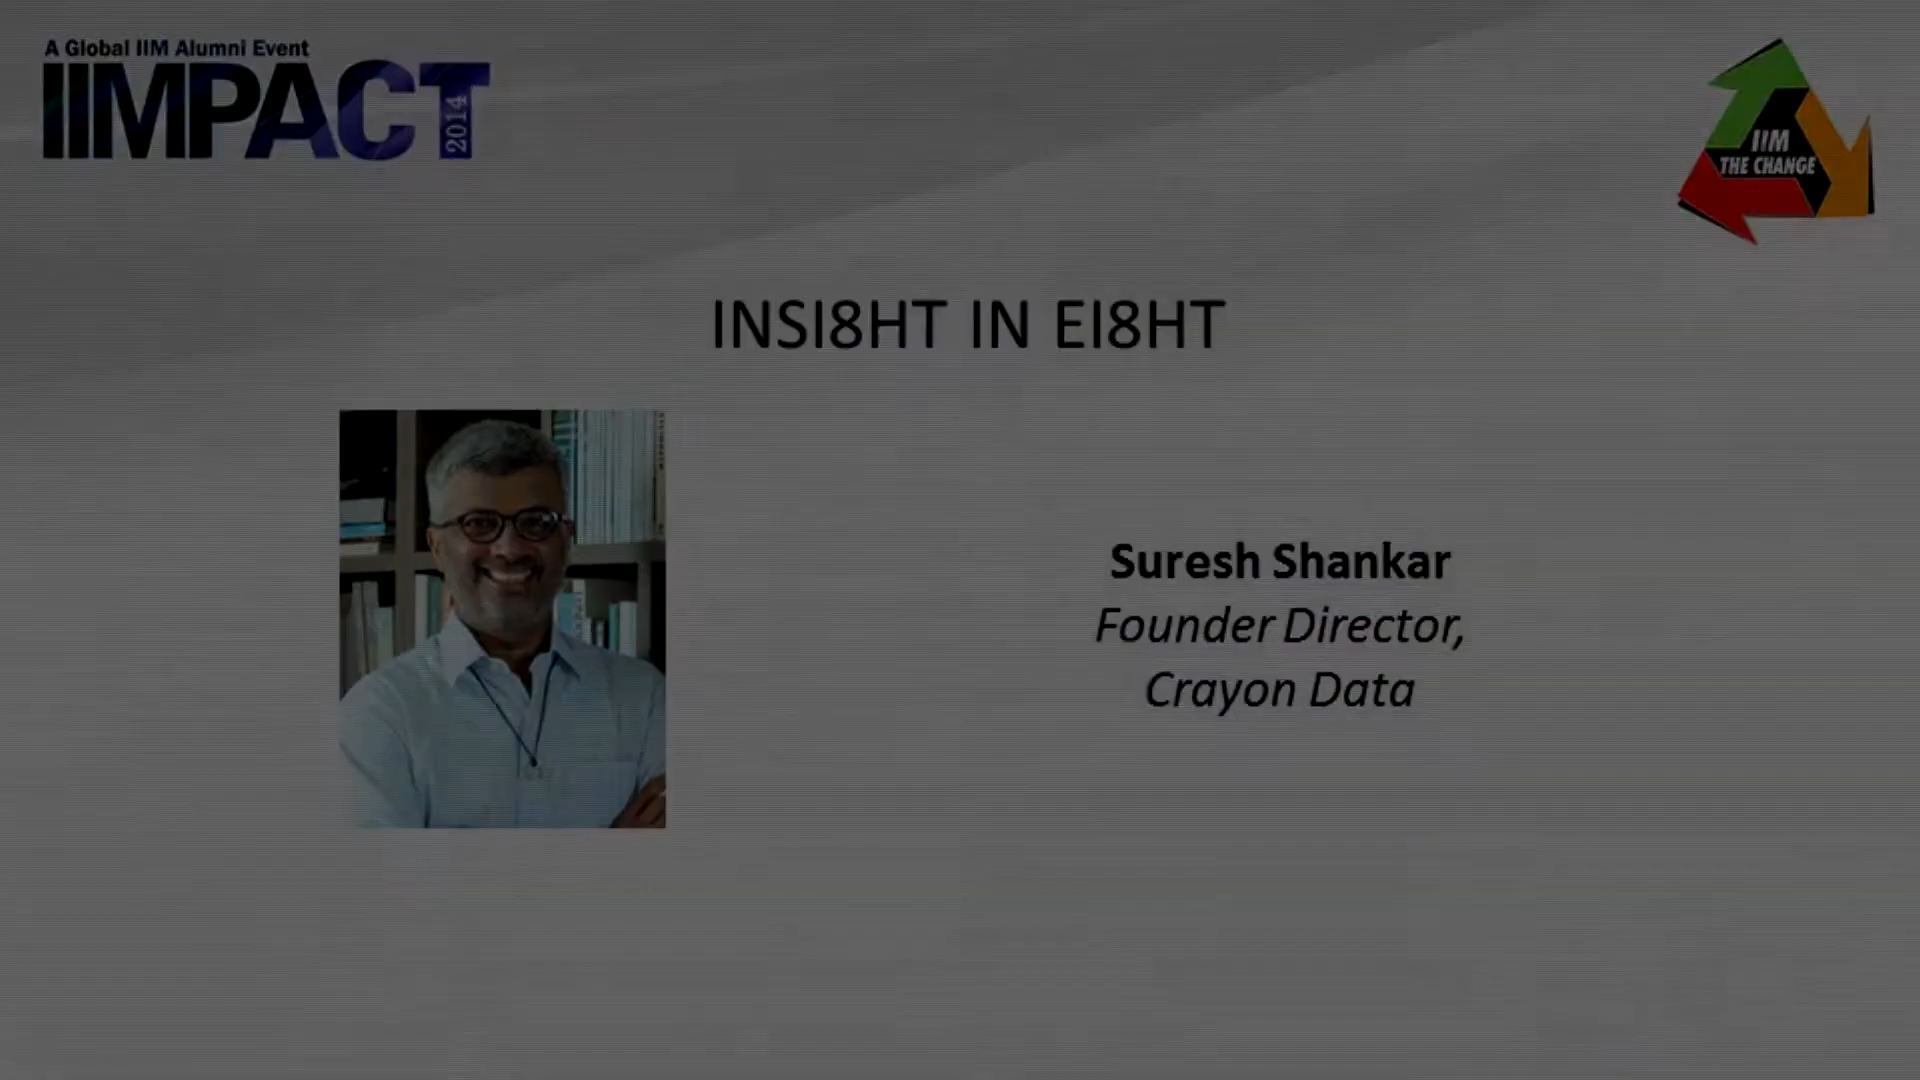 A Global IIM Alumni Event
IIMPACT 2014
IIM
THE CHANGE
INSI8HT IN EI8HT
Suresh Shankar
Founder Director,
Crayon Data